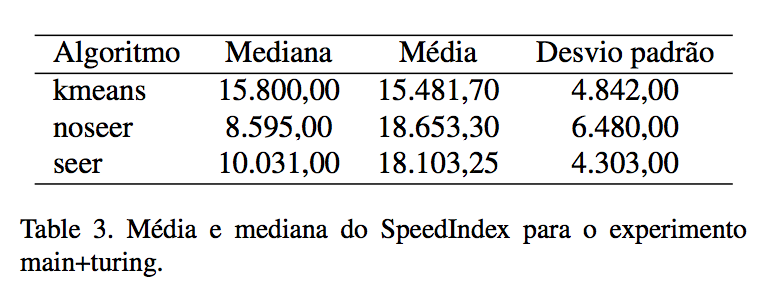 Algoritmo Mediana Média Desvio padrão
kmeans 15.800,00 15.481,70 4.842,00
noseer 8.595,00 18.653,30 6.480,00
seer 10.031,00 18.103,25 4.303,00
Table 3. Média e mediana do SpeedIndex para o experimento
main+turing.